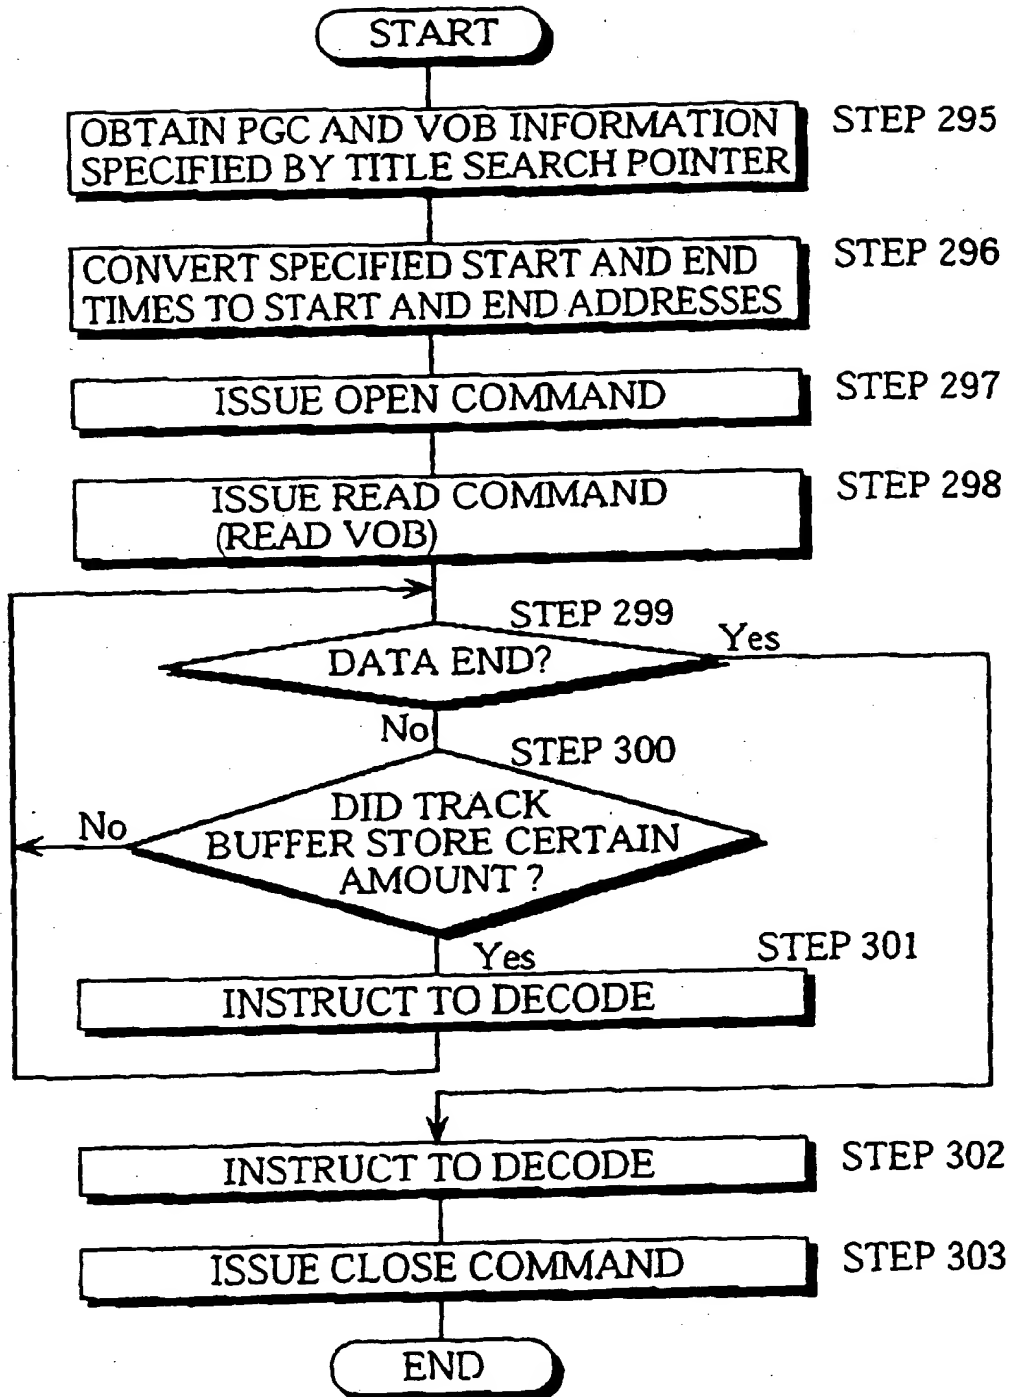 START
OBTAIN PGC AND VOB INFORMATION
SPECIFIED BY TITLE SEARCH POINTER
STEP 295
CONVERT SPECIFIED START AND END
TIMES TO START AND END ADDRESSES
STEP 296
ISSUE OPEN COMMAND
STEP 297
ISSUE READ COMMAND
(READ VOB)
STEP 298
STEP 299
DATA END?
Yes
No
STEP 300
DID TRACK
BUFFER STORE CERTAIN
AMOUNT ?
No
Yes
STEP 301
INSTRUCT TO DECODE
INSTRUCT TO DECODE
STEP 302
ISSUE CLOSE COMMAND
STEP 303
END